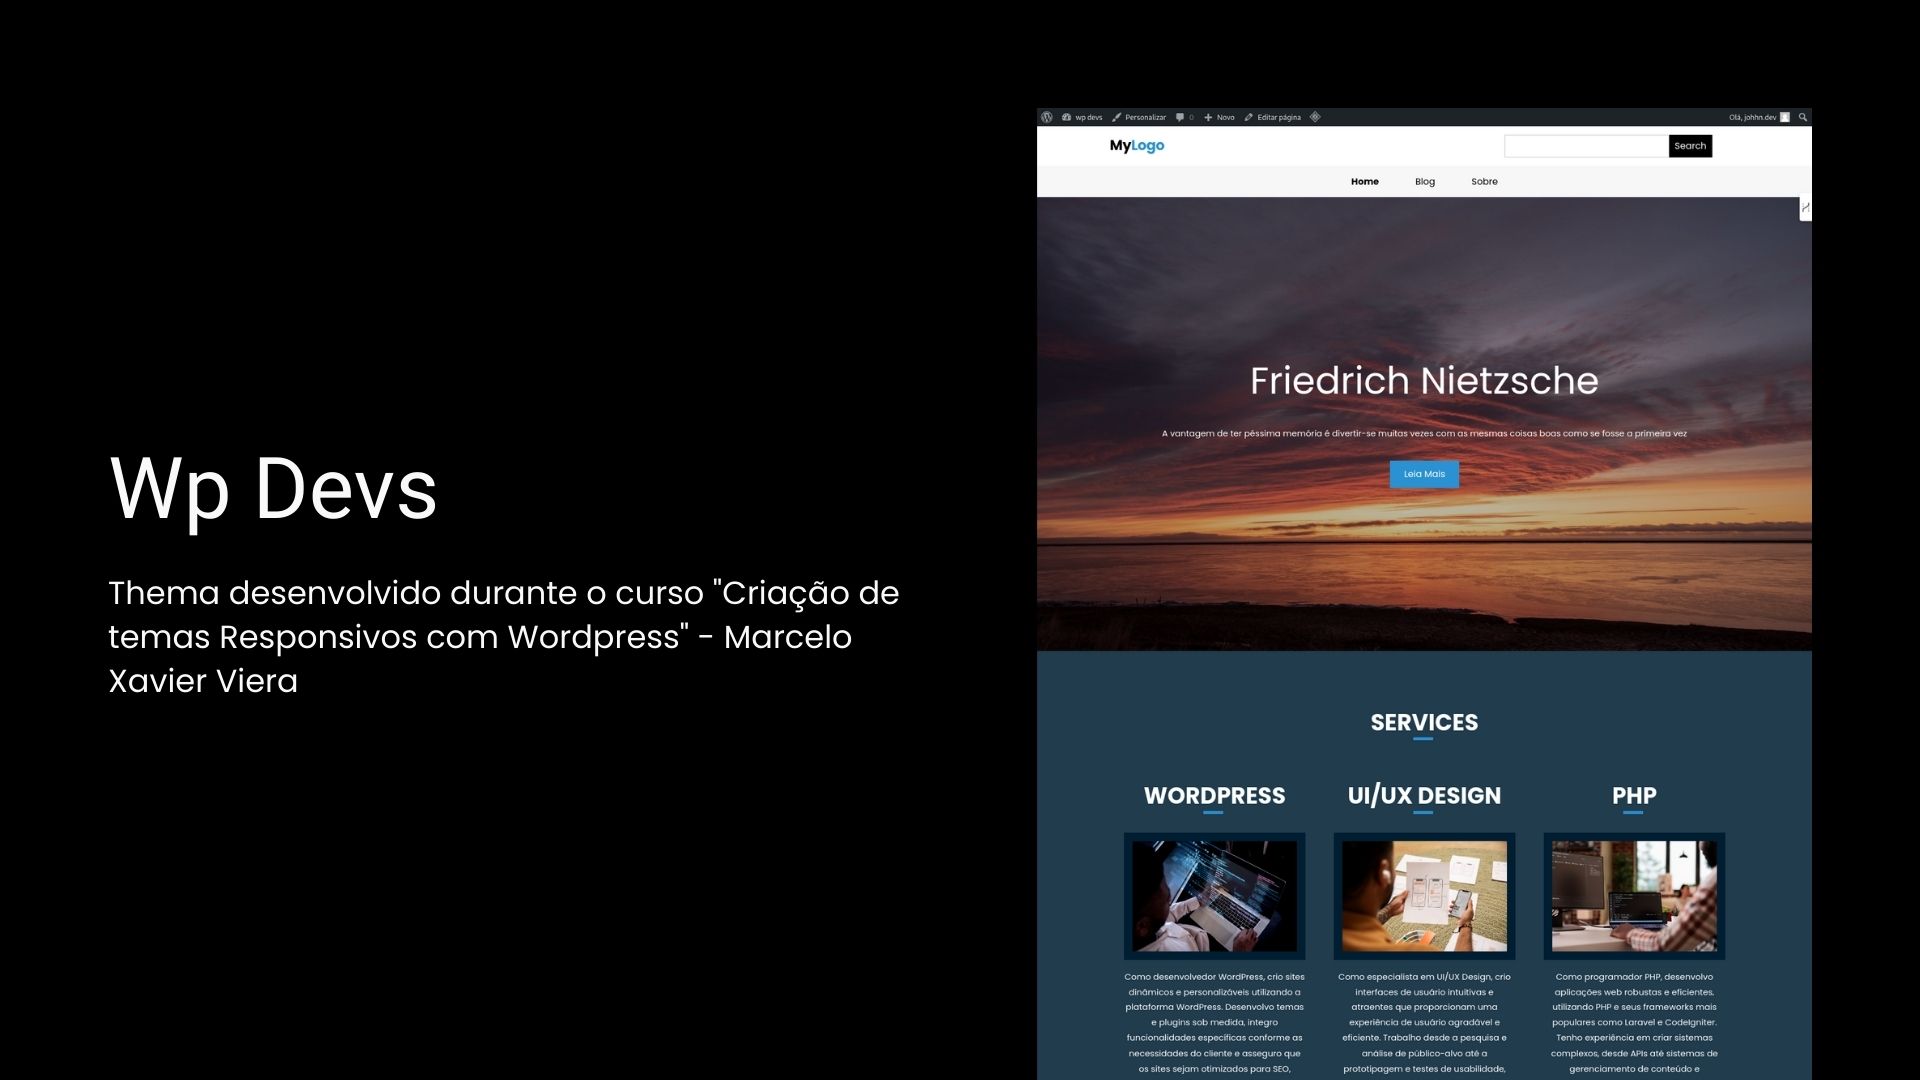 Wp Devs
Thema desenvolvido durante o curso "Criação de
temas Responsivos com Wordpress" - Marcelo
Xavier Viera
wp devs Personalizar 0 Novo Editar página Olá, johhn.dev
MyLogo Search
Home Blog Sobre
Friedrich Nietzsche
A vantagem de ter péssima memória é divertir-se muitas vezes com as mesmas coisas boas como se fosse a primeira vez
Leia Mais
SERVICES
WORDPRESS
Como desenvolvedor WordPress, crio sites
dinâmicos e personalizáveis utilizando a
plataforma WordPress. Desenvolvo temas
e plugins sob medida, integro
funcionalidades específicas conforme as
necessidades do cliente e asseguro que
os sites sejam otimizados para SEO,
UI/UX DESIGN
Como especialista em UI/UX Design, crio
interfaces de usuário intuitivas e
atraentes que proporcionam uma
experiência de usuário agradável e
eficiente. Trabalho desde a pesquisa e
análise de público-alvo até a
prototipagem e testes de usabilidade,
PHP
Como programador PHP, desenvolvo
aplicações web robustas e eficientes,
utilizando PHP e seus frameworks mais
populares como Laravel e CodeIgniter.
Tenho experiência em criar sistemas
complexos, desde APIs até sistemas de
gerenciamento de conteúdo e